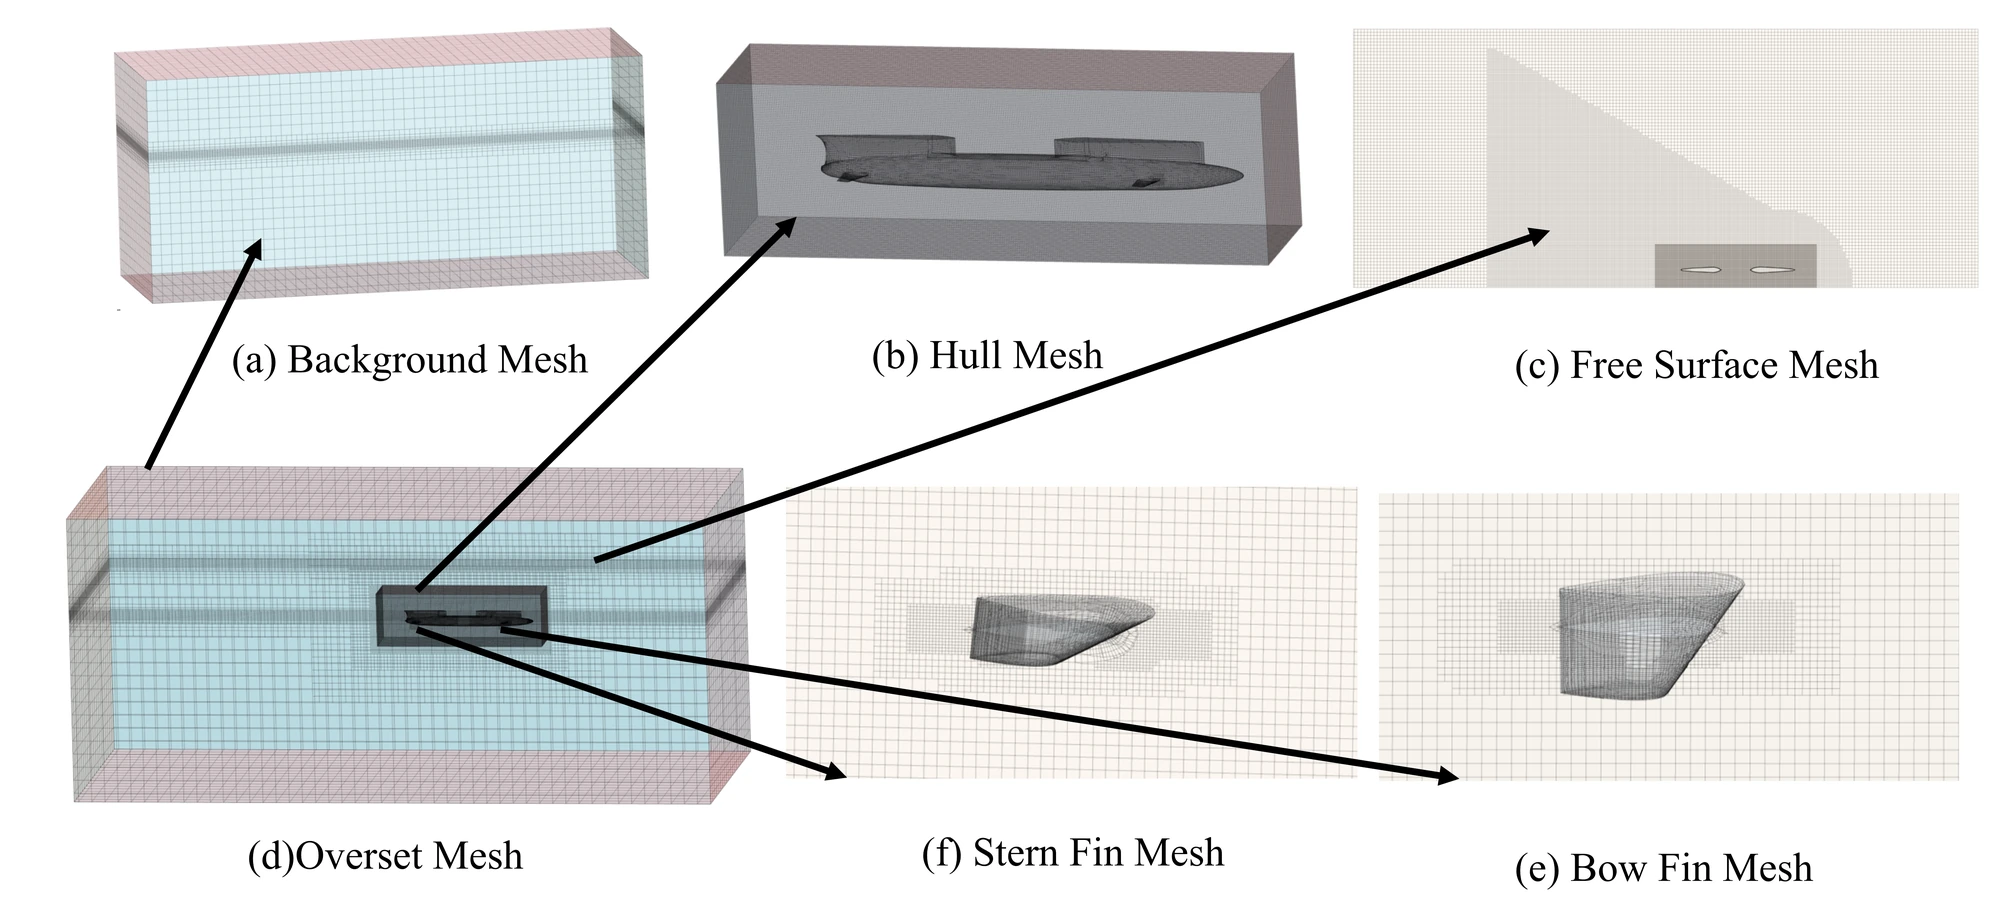 (a) Background Mesh
(b) Hull Mesh
(c) Free Surface Mesh
(d)Overset Mesh
(f) Stern Fin Mesh
(e) Bow Fin Mesh